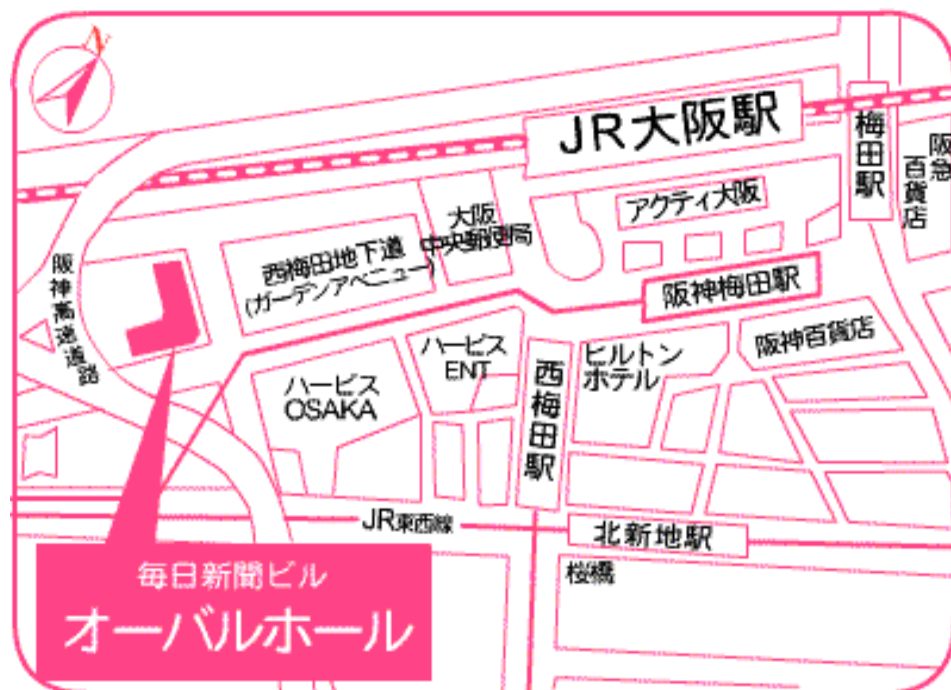 N
JR大阪駅
梅田駅
阪急
百貨店
アクティ大阪
大阪
中央郵便局
西梅田地下道
(ガーデンアベニュー)
阪神梅田駅
阪神高速道路
阪神百貨店
ハービス
ENT
ヒルトン
ホテル
ハービス
OSAKA
西梅田駅
JR東西線
北新地駅
桜橋
毎日新聞ビル
オーバルホール